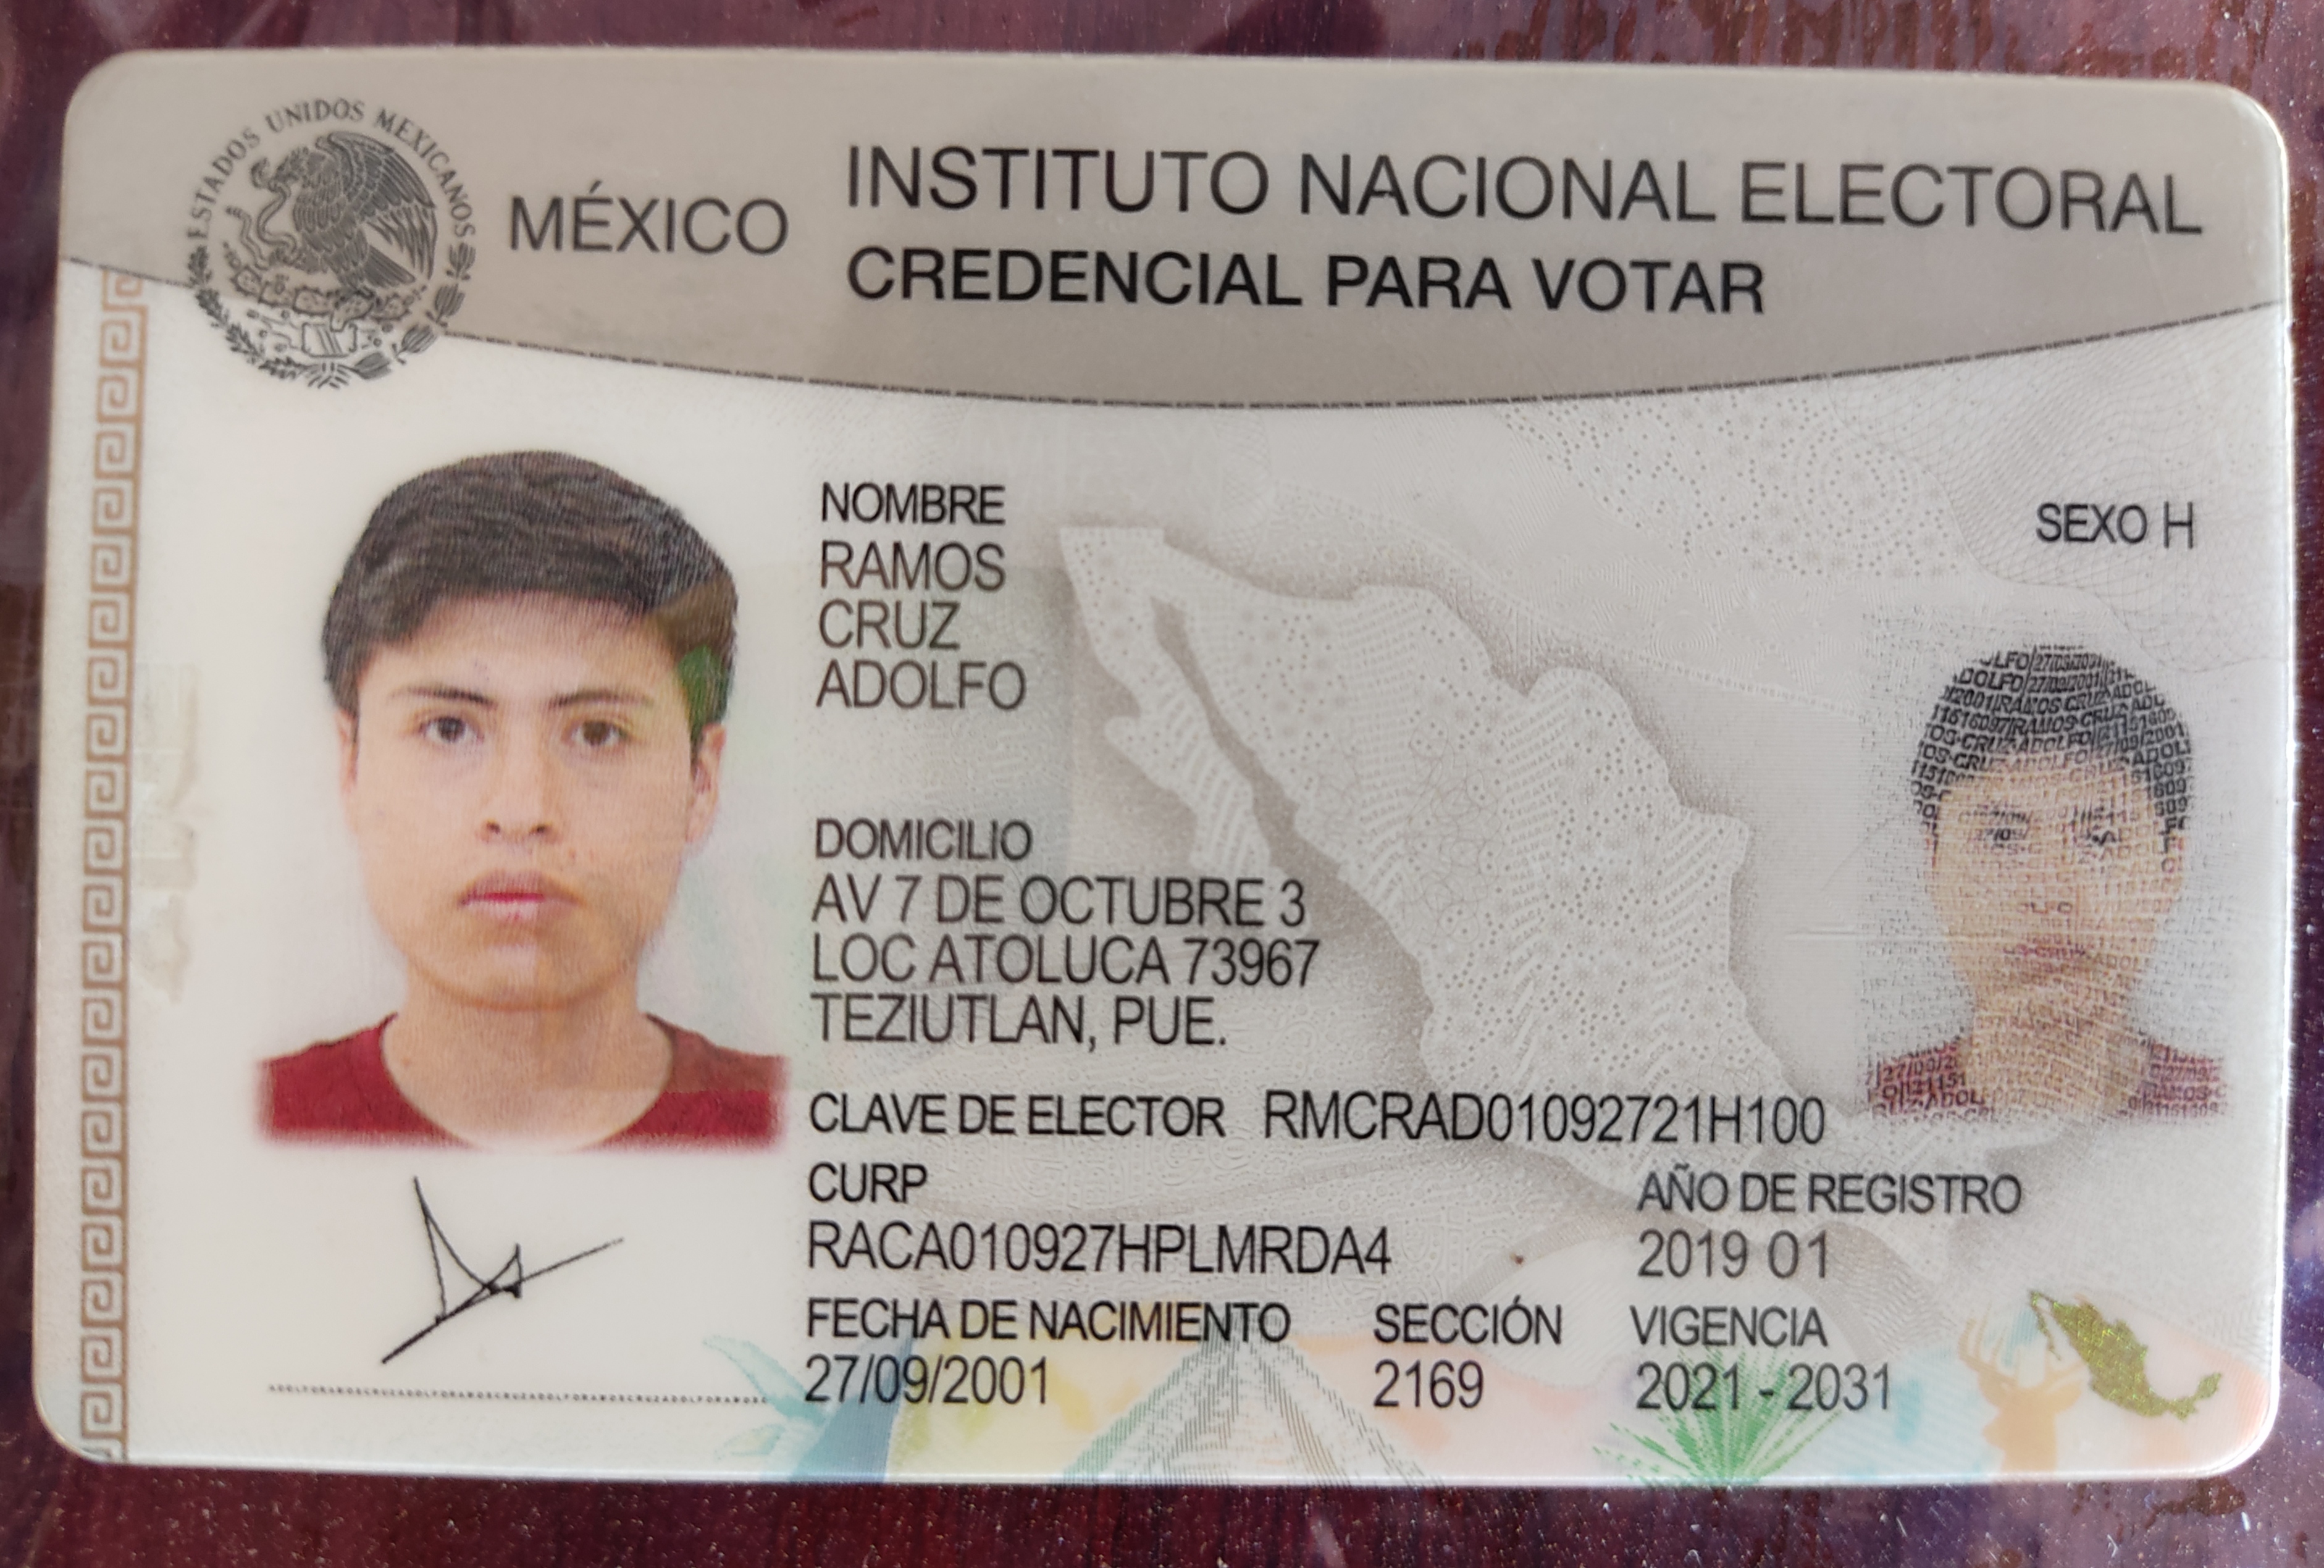 ESTADOS UNIDOS MEXICANOS
MÉXICO
INSTITUTO NACIONAL ELECTORAL
CREDENCIAL PARA VOTAR
NOMBRE
RAMOS
CRUZ
ADOLFO
SEXO H
DOMICILIO
AV 7 DE OCTUBRE 3
LOC ATOLUCA 73967
TEZIUTLAN, PUE.
CLAVE DE ELECTOR RMCRAD01092721H100
CURP
RACA010927HPLMRDA4
AÑO DE REGISTRO
2019 01
FECHA DE NACIMIENTO
27/09/2001
SECCIÓN
2169
VIGENCIA
2021 - 2031